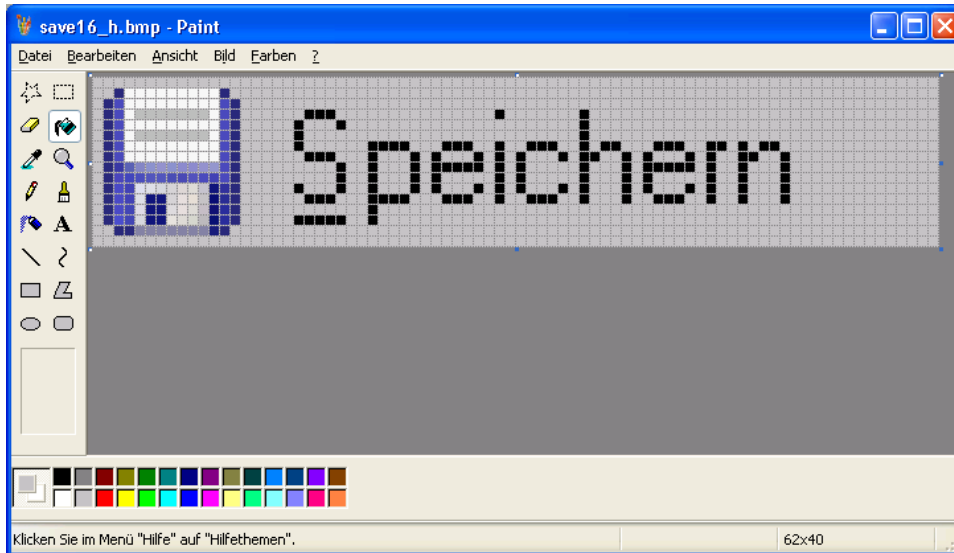 save16_h.bmp - Paint
Datei Bearbeiten Ansicht Bild Farben ?
Speichern
A
Klicken Sie im Menü "Hilfe" auf "Hilfethemen".
62x40